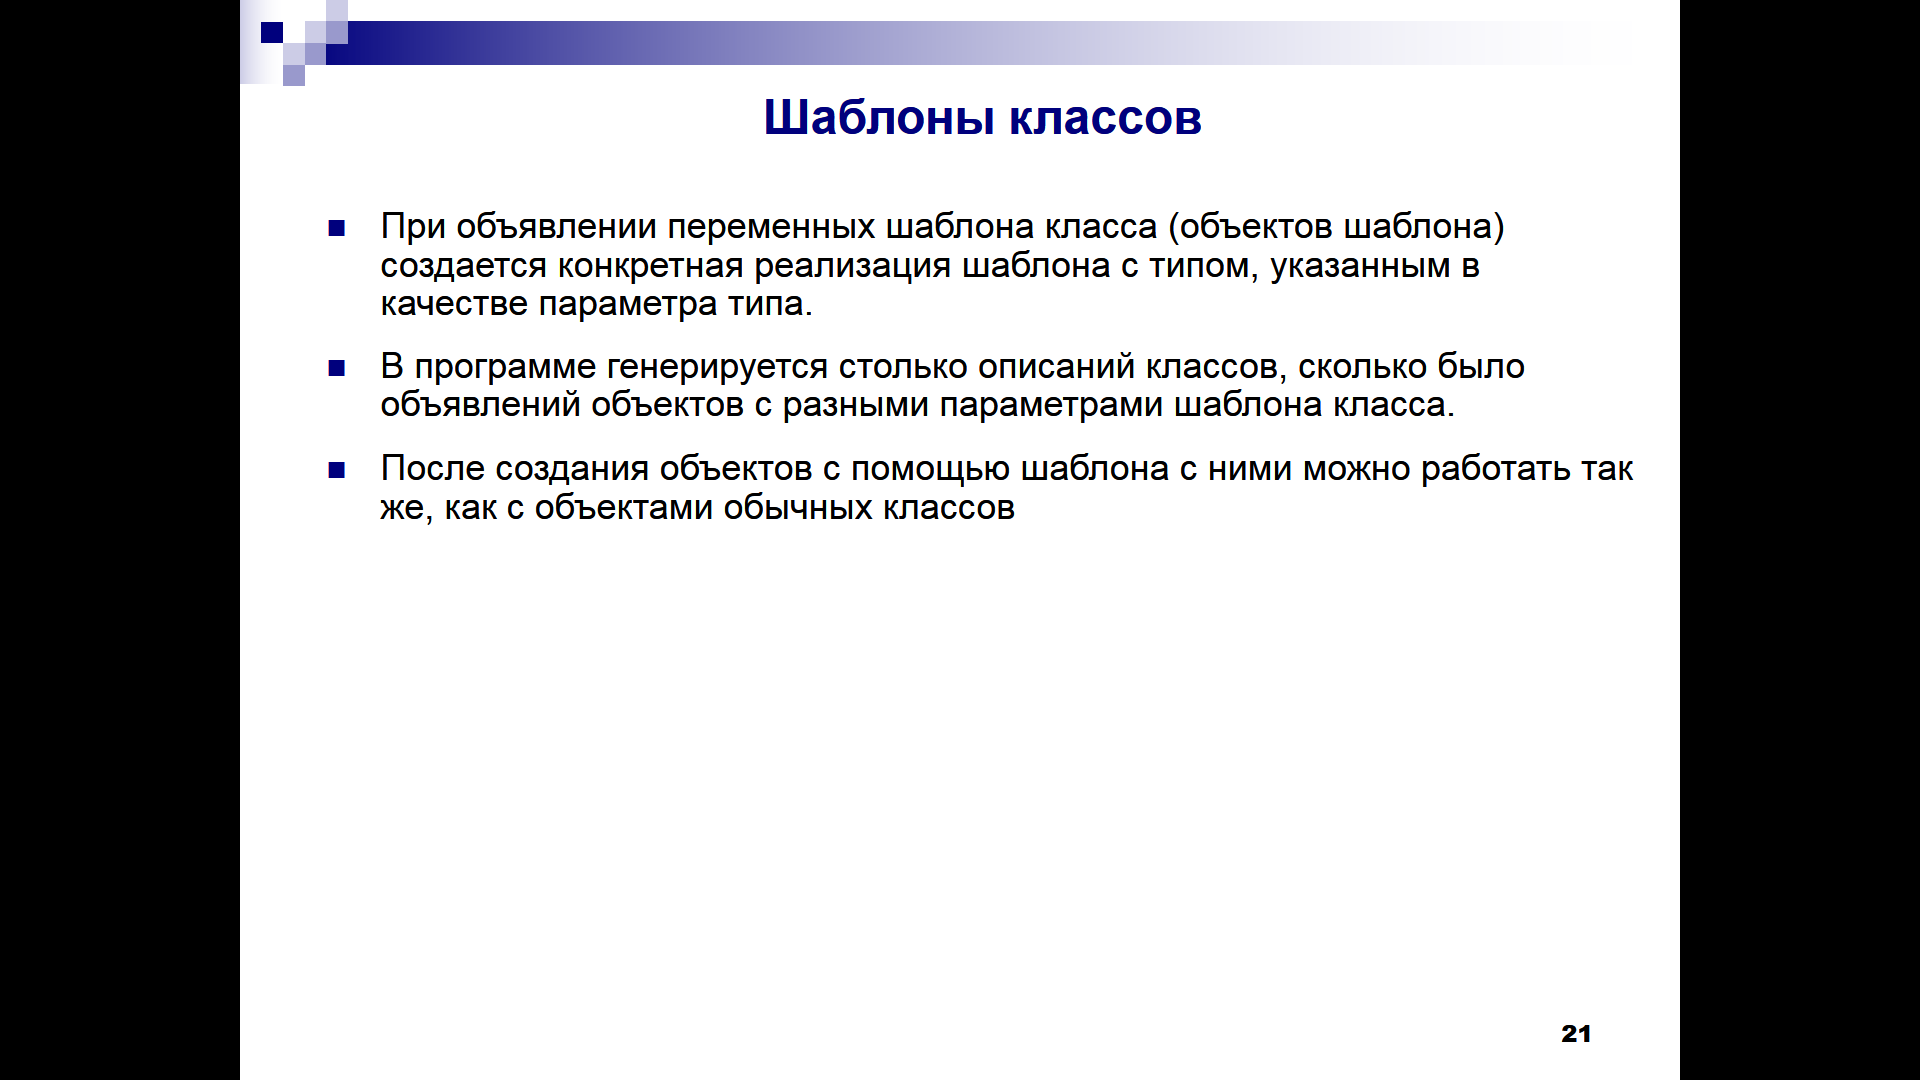 Шаблоны классов
При объявлении переменных шаблона класса (объектов шаблона)
создается конкретная реализация шаблона с типом, указанным в
качестве параметра типа.
В программе генерируется столько описаний классов, сколько было
объявлений объектов с разными параметрами шаблона класса.
После создания объектов с помощью шаблона с ними можно работать так
же, как с объектами обычных классов
21